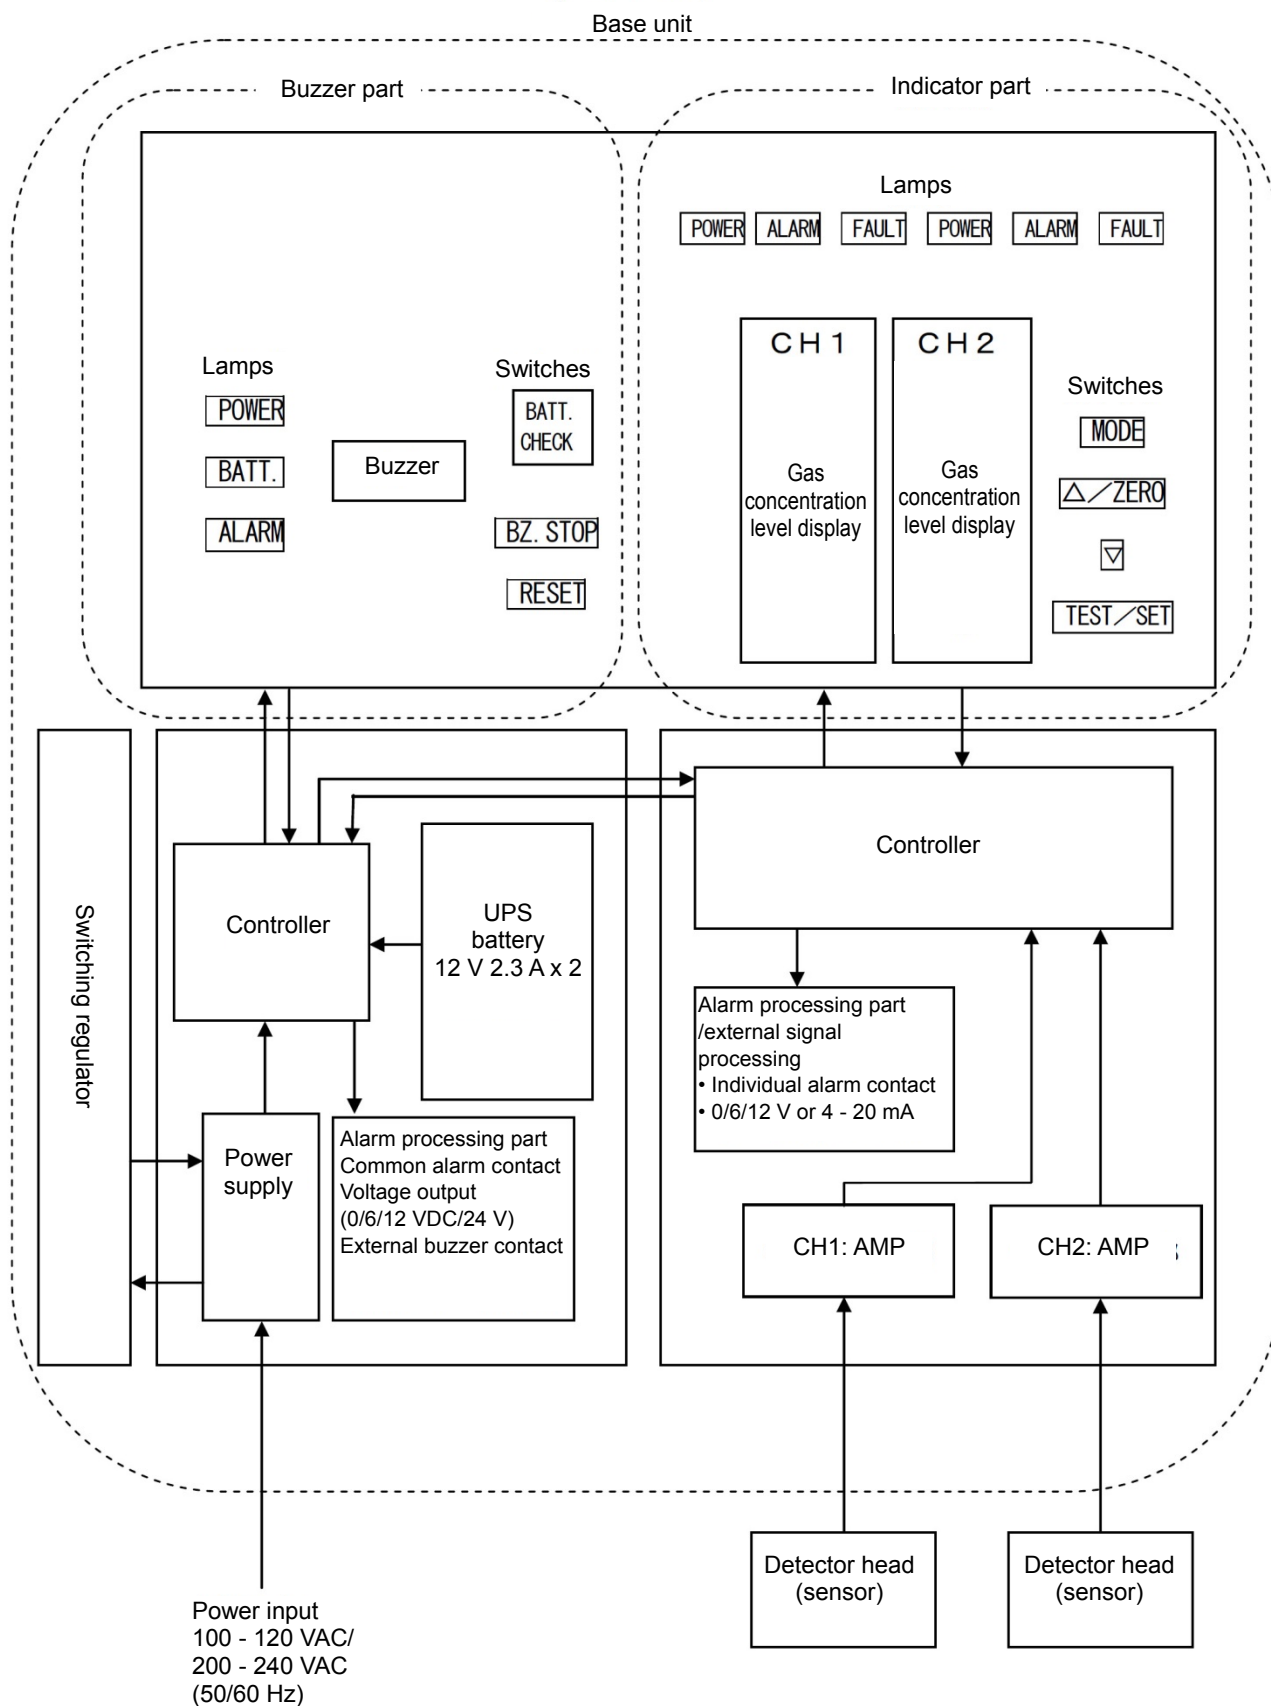 Base unit
Buzzer part
Indicator part
Lamps
POWER
ALARM
FAULT
POWER
ALARM
FAULT
CH1
CH2
Lamps
Switches
Switches
POWER
BATT.
CHECK
MODE
BATT.
Buzzer
Gas
concentration
level display
Gas
concentration
level display
△／ZERO
ALARM
BZ. STOP
▽
RESET
TEST／SET
Switching regulator
Controller
UPS
battery
12 V 2.3 A x 2
Controller
Alarm processing part
/external signal
processing
• Individual alarm contact
• 0/6/12 V or 4 - 20 mA
Power
supply
Alarm processing part
Common alarm contact
Voltage output
(0/6/12 VDC/24 V)
External buzzer contact
CH1: AMP
CH2: AMP
Detector head
(sensor)
Detector head
(sensor)
Power input
100 - 120 VAC/
200 - 240 VAC
(50/60 Hz)